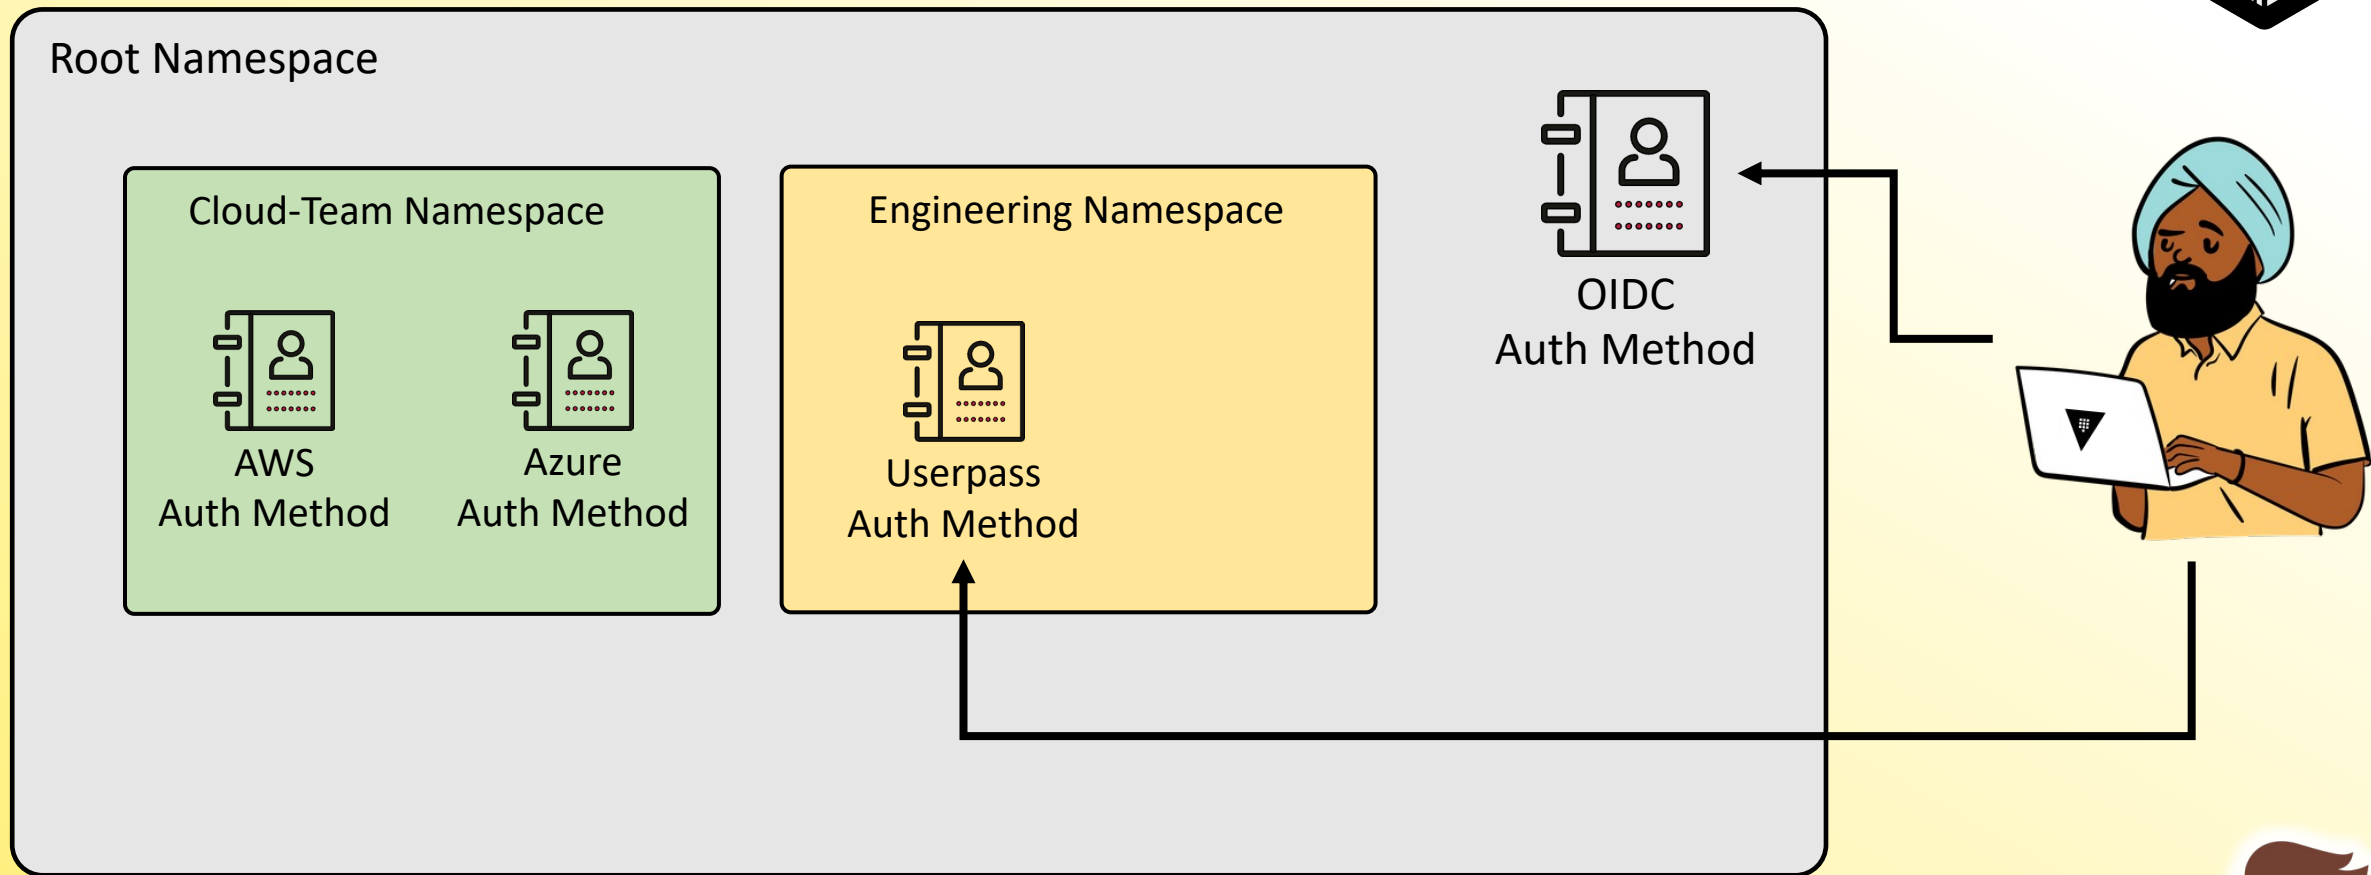 Root Namespace
Cloud-Team Namespace
AWS
Auth Method
Azure
Auth Method
Engineering Namespace
Userpass
Auth Method
OIDC
Auth Method